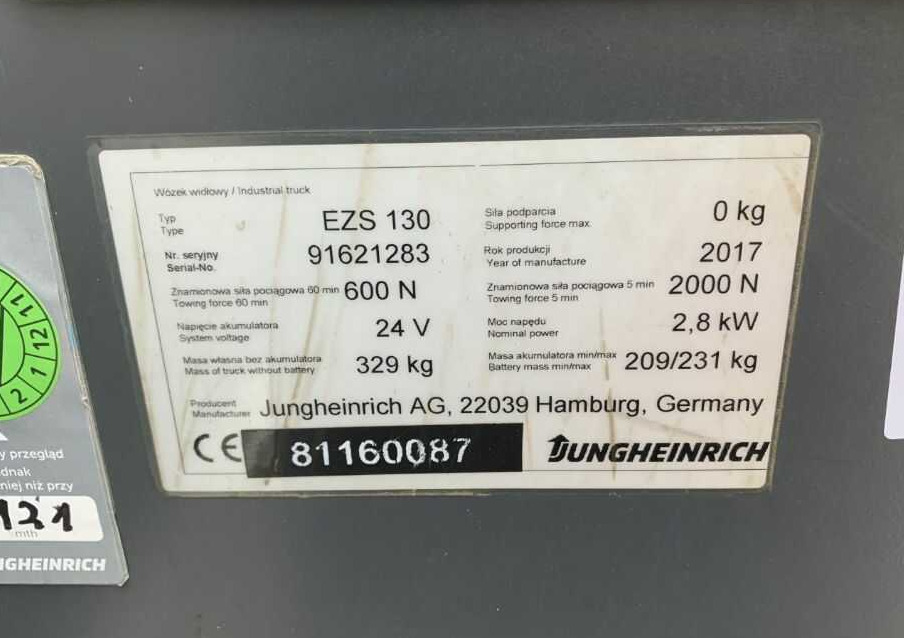 Wózek widłowy / Industrial truck
Typ
Type
EZS 130
Siła podparcia
Supporting force max.
0 kg
Nr. seryjny
Serial-No.
91621283
Rok produkcji
Year of manufacture
2017
Znamionowa siła pociągowa 60 min
Towing force 60 min
600 N
Znamionowa siła pociągowa 5 min
Towing force 5 min
2000 N
Napięcie akumulatora
System voltage
24 V
Moc napędu
Nominal power
2,8 kW
Masa własna bez akumulatora
Mass of truck without battery
329 kg
Masa akumulatora min/max
Battery mass min/max
209/231 kg
Producent
Manufacturer
Jungheinrich AG, 22039 Hamburg, Germany
CE
81160087
JUNGHEINRICH
11
12
1
2
y przegląd
dnak
niej niż przy
121
mth
NGHEINRICH